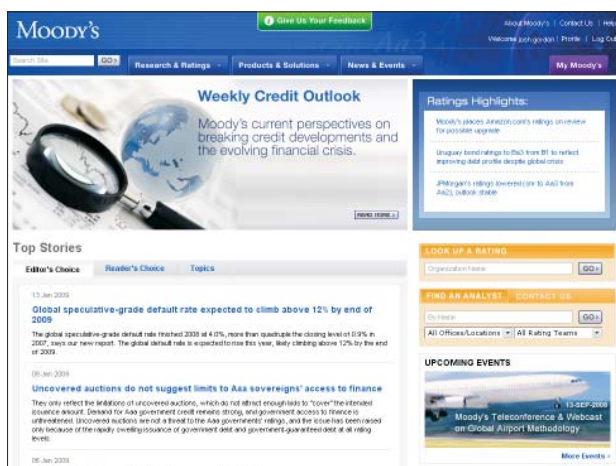 MOODY'S
Give Us Your Feedback
About Moody's | Contact Us | Help
Welcome josh gordon | Profile | Log Out
Search Site
GO
Research & Ratings
Products & Solutions
News & Events
My Moody's
Weekly Credit Outlook
Moody's current perspectives on
breaking credit developments and
the evolving financial crisis.
READ MORE
Ratings Highlights:
Moody's places Amazon.com's ratings on review
for possible upgrade
Uruguay bond ratings to Ba3 from B1 to reflect
improving debt profile despite global crisis
JPMorgan's ratings lowered (snr to Aa3 from
Aa2); outlook stable
Top Stories
Editor's Choice
Reader's Choice
Topics
13 Jan 2009
Global speculative-grade default rate expected to climb above 12% by end of
2009
The global speculative-grade default rate finished 2008 at 4.0%, more than quadruple the closing level of 0.9% in
2007, says our new report. The global default rate is expected to rise this year, likely climbing above 12% by the end
of 2009.
09 Jan 2009
Uncovered auctions do not suggest limits to Aaa sovereigns' access to finance
They only reflect the limitations of uncovered auctions, which do not attract enough bids to "cover" the intended
issuance amount. Demand for Aaa government credit remains strong, and government access to finance is
unthreatened. Uncovered auctions are not a threat to the Aaa governments' ratings, and the issue has been raised
only because of the rapidly swelling issuance of government debt and government-guaranteed debt at all rating
levels.
06 Jan 2009
LOOK UP A RATING
Organization Name
GO
FIND AN ANALYST
CONTACT US
By Name
GO
All Offices/Locations
All Rating Teams
UPCOMING EVENTS
13-SEP-2008
Moody's Teleconference & Webcast
on Global Airport Methodology
More Events